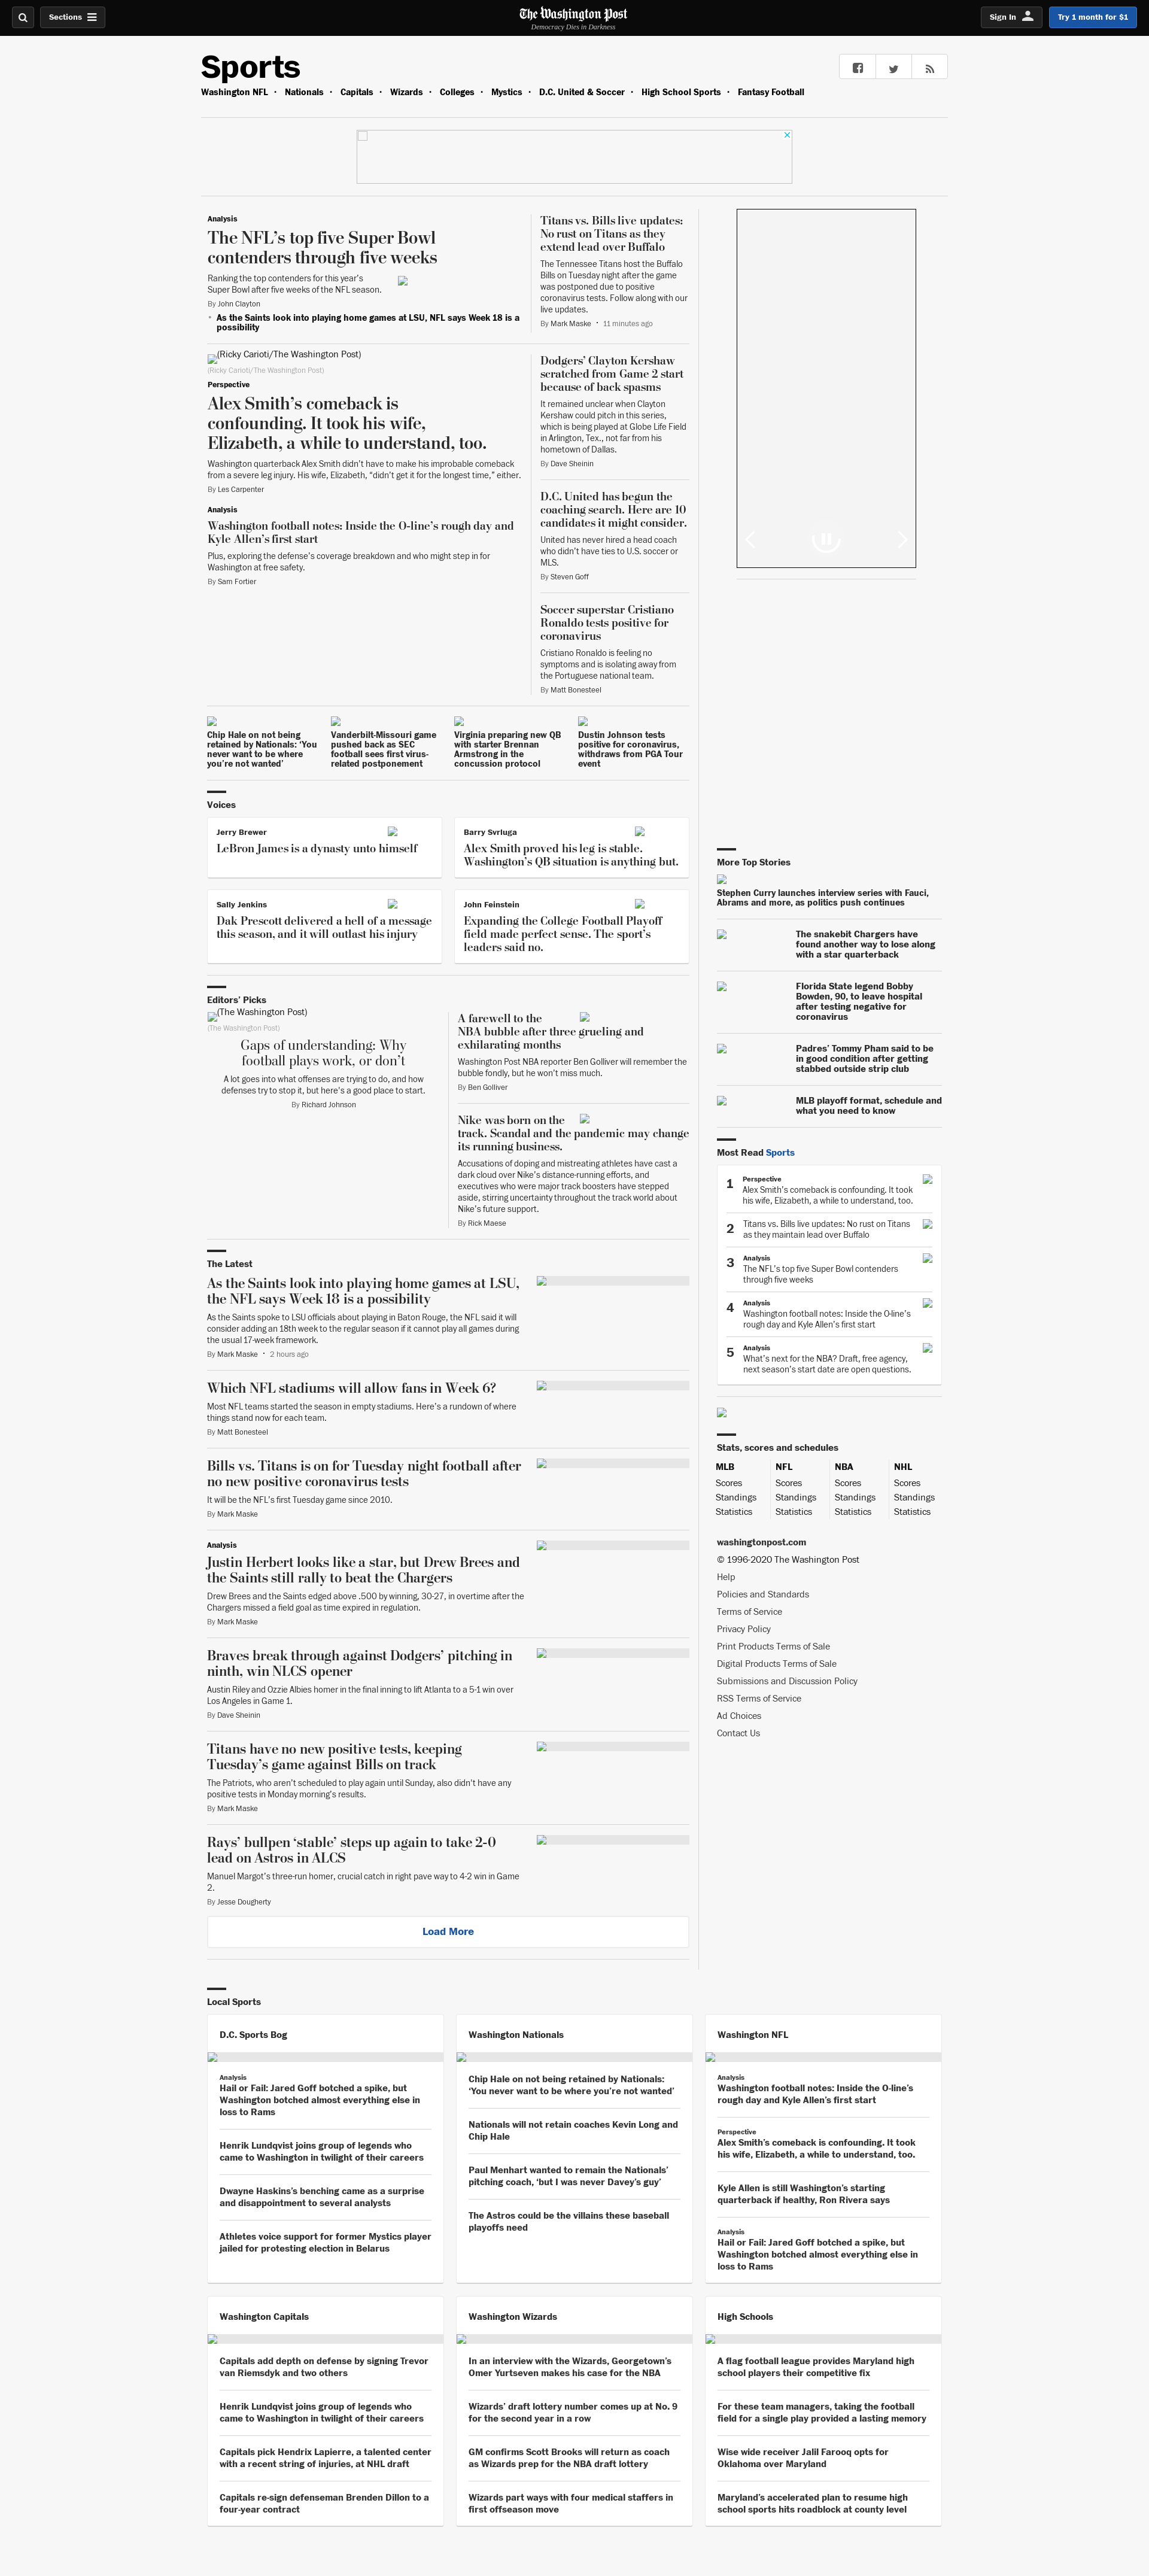 Sections
The Washington Post
Democracy Dies in Darkness
Sign In
Try 1 month for $1
Sports
Washington NFL • Nationals • Capitals • Wizards • Colleges • Mystics • D.C. United & Soccer • High School Sports • Fantasy Football
Analysis
The NFL’s top five Super Bowl
contenders through five weeks
Ranking the top contenders for this year’s
Super Bowl after five weeks of the NFL season.
By John Clayton
As the Saints look into playing home games at LSU, NFL says Week 18 is a
possibility
(Ricky Carioti/The Washington Post)
(Ricky Carioti/The Washington Post)
Perspective
Alex Smith’s comeback is
confounding. It took his wife,
Elizabeth, a while to understand, too.
Washington quarterback Alex Smith didn’t have to make his improbable comeback
from a severe leg injury. His wife, Elizabeth, “didn’t get it for the longest time,” either.
By Les Carpenter
Analysis
Washington football notes: Inside the O-line’s rough day and
Kyle Allen’s first start
Plus, exploring the defense’s coverage breakdown and who might step in for
Washington at free safety.
By Sam Fortier
Titans vs. Bills live updates:
No rust on Titans as they
extend lead over Buffalo
The Tennessee Titans host the Buffalo
Bills on Tuesday night after the game
was postponed due to positive
coronavirus tests. Follow along with our
live updates.
By Mark Maske • 11 minutes ago
Dodgers’ Clayton Kershaw
scratched from Game 2 start
because of back spasms
It remained unclear when Clayton
Kershaw could pitch in this series,
which is being played at Globe Life Field
in Arlington, Tex., not far from his
hometown of Dallas.
By Dave Sheinin
D.C. United has begun the
coaching search. Here are 10
candidates it might consider.
United has never hired a head coach
who didn’t have ties to U.S. soccer or
MLS.
By Steven Goff
Soccer superstar Cristiano
Ronaldo tests positive for
coronavirus
Cristiano Ronaldo is feeling no
symptoms and is isolating away from
the Portuguese national team.
By Matt Bonesteel
Chip Hale on not being
retained by Nationals: ‘You
never want to be where
you’re not wanted’
Vanderbilt-Missouri game
pushed back as SEC
football sees first virus-
related postponement
Virginia preparing new QB
with starter Brennan
Armstrong in the
concussion protocol
Dustin Johnson tests
positive for coronavirus,
withdraws from PGA Tour
event
Voices
Jerry Brewer
LeBron James is a dynasty unto himself
Barry Svrluga
Alex Smith proved his leg is stable.
Washington’s QB situation is anything but.
Sally Jenkins
Dak Prescott delivered a hell of a message
this season, and it will outlast his injury
John Feinstein
Expanding the College Football Playoff
field made perfect sense. The sport’s
leaders said no.
Editors’ Picks
(The Washington Post)
(The Washington Post)
Gaps of understanding: Why
football plays work, or don’t
A lot goes into what offenses are trying to do, and how
defenses try to stop it, but here’s a good place to start.
By Richard Johnson
A farewell to the
NBA bubble after three grueling and
exhilarating months
Washington Post NBA reporter Ben Golliver will remember the
bubble fondly, but he won’t miss much.
By Ben Golliver
Nike was born on the
track. Scandal and the pandemic may change
its running business.
Accusations of doping and mistreating athletes have cast a
dark cloud over Nike’s distance-running efforts, and
executives who were major track boosters have stepped
aside, stirring uncertainty throughout the track world about
Nike’s future support.
By Rick Maese
The Latest
As the Saints look into playing home games at LSU,
the NFL says Week 18 is a possibility
As the Saints spoke to LSU officials about playing in Baton Rouge, the NFL said it will
consider adding an 18th week to the regular season if it cannot play all games during
the usual 17-week framework.
By Mark Maske • 2 hours ago
Which NFL stadiums will allow fans in Week 6?
Most NFL teams started the season in empty stadiums. Here’s a rundown of where
things stand now for each team.
By Matt Bonesteel
Bills vs. Titans is on for Tuesday night football after
no new positive coronavirus tests
It will be the NFL’s first Tuesday game since 2010.
By Mark Maske
Analysis
Justin Herbert looks like a star, but Drew Brees and
the Saints still rally to beat the Chargers
Drew Brees and the Saints edged above .500 by winning, 30-27, in overtime after the
Chargers missed a field goal as time expired in regulation.
By Mark Maske
Braves break through against Dodgers’ pitching in
ninth, win NLCS opener
Austin Riley and Ozzie Albies homer in the final inning to lift Atlanta to a 5-1 win over
Los Angeles in Game 1.
By Dave Sheinin
Titans have no new positive tests, keeping
Tuesday’s game against Bills on track
The Patriots, who aren’t scheduled to play again until Sunday, also didn’t have any
positive tests in Monday morning’s results.
By Mark Maske
Rays’ bullpen ‘stable’ steps up again to take 2-0
lead on Astros in ALCS
Manuel Margot’s three-run homer, crucial catch in right pave way to 4-2 win in Game
2.
By Jesse Dougherty
Load More
More Top Stories
Stephen Curry launches interview series with Fauci,
Abrams and more, as politics push continues
The snakebit Chargers have
found another way to lose along
with a star quarterback
Florida State legend Bobby
Bowden, 90, to leave hospital
after testing negative for
coronavirus
Padres’ Tommy Pham said to be
in good condition after getting
stabbed outside strip club
MLB playoff format, schedule and
what you need to know
Most Read Sports
1
Perspective
Alex Smith’s comeback is confounding. It took
his wife, Elizabeth, a while to understand, too.
2
Titans vs. Bills live updates: No rust on Titans
as they maintain lead over Buffalo
3
Analysis
The NFL’s top five Super Bowl contenders
through five weeks
4
Analysis
Washington football notes: Inside the O-line’s
rough day and Kyle Allen’s first start
5
Analysis
What’s next for the NBA? Draft, free agency,
next season’s start date are open questions.
Stats, scores and schedules
MLB NFL NBA NHL
Scores Scores Scores Scores
Standings Standings Standings Standings
Statistics Statistics Statistics Statistics
washingtonpost.com
© 1996-2020 The Washington Post
Help
Policies and Standards
Terms of Service
Privacy Policy
Print Products Terms of Sale
Digital Products Terms of Sale
Submissions and Discussion Policy
RSS Terms of Service
Ad Choices
Contact Us
Local Sports
D.C. Sports Bog
Analysis
Hail or Fail: Jared Goff botched a spike, but
Washington botched almost everything else in
loss to Rams
Henrik Lundqvist joins group of legends who
came to Washington in twilight of their careers
Dwayne Haskins’s benching came as a surprise
and disappointment to several analysts
Athletes voice support for former Mystics player
jailed for protesting election in Belarus
Washington Nationals
Chip Hale on not being retained by Nationals:
‘You never want to be where you’re not wanted’
Nationals will not retain coaches Kevin Long and
Chip Hale
Paul Menhart wanted to remain the Nationals’
pitching coach, ‘but I was never Davey’s guy’
The Astros could be the villains these baseball
playoffs need
Washington NFL
Analysis
Washington football notes: Inside the O-line’s
rough day and Kyle Allen’s first start
Perspective
Alex Smith’s comeback is confounding. It took
his wife, Elizabeth, a while to understand, too.
Kyle Allen is still Washington’s starting
quarterback if healthy, Ron Rivera says
Analysis
Hail or Fail: Jared Goff botched a spike, but
Washington botched almost everything else in
loss to Rams
Washington Capitals
Capitals add depth on defense by signing Trevor
van Riemsdyk and two others
Henrik Lundqvist joins group of legends who
came to Washington in twilight of their careers
Capitals pick Hendrix Lapierre, a talented center
with a recent string of injuries, at NHL draft
Capitals re-sign defenseman Brenden Dillon to a
four-year contract
Washington Wizards
In an interview with the Wizards, Georgetown’s
Omer Yurtseven makes his case for the NBA
Wizards’ draft lottery number comes up at No. 9
for the second year in a row
GM confirms Scott Brooks will return as coach
as Wizards prep for the NBA draft lottery
Wizards part ways with four medical staffers in
first offseason move
High Schools
A flag football league provides Maryland high
school players their competitive fix
For these team managers, taking the football
field for a single play provided a lasting memory
Wise wide receiver Jalil Farooq opts for
Oklahoma over Maryland
Maryland’s accelerated plan to resume high
school sports hits roadblock at county level